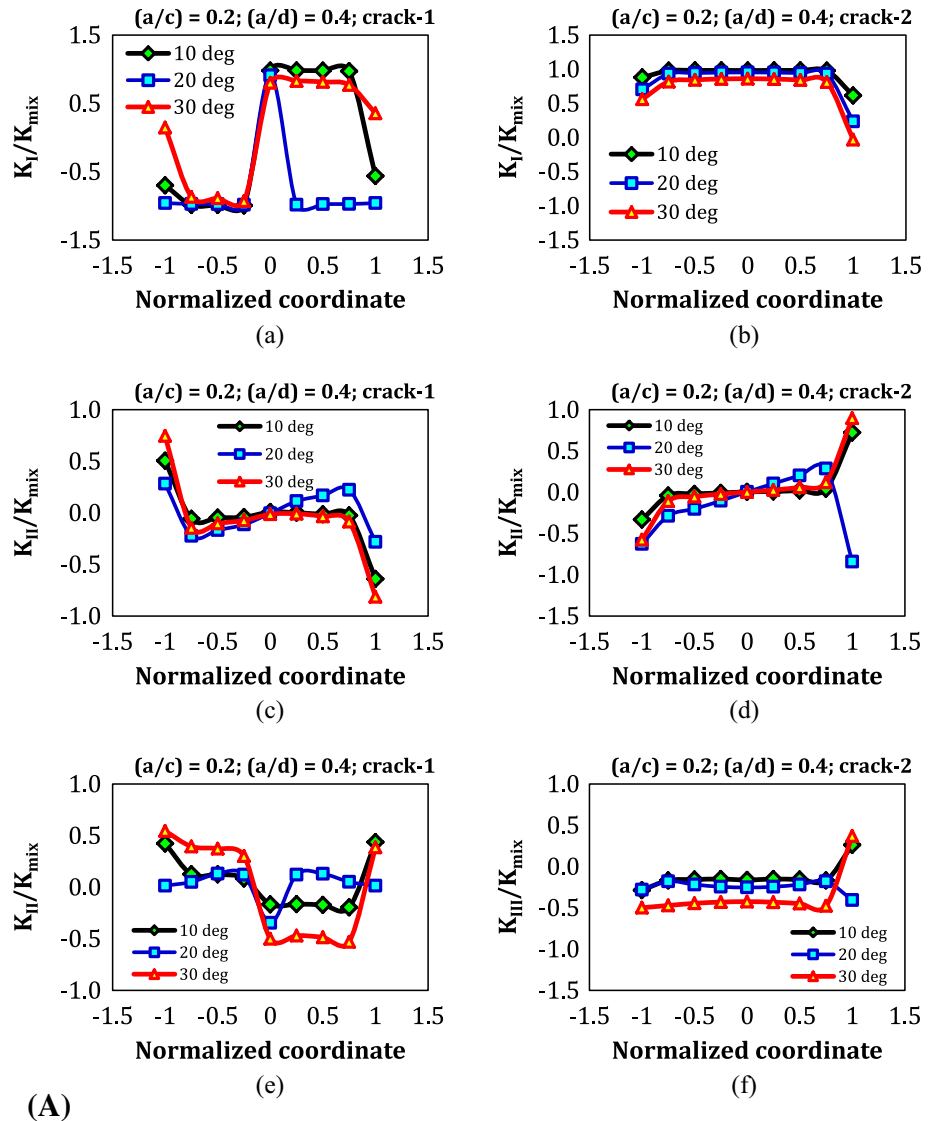 (a/c) = 0.2; (a/d) = 0.4; crack-1
K_I/K_mix
1.5
0.5
-0.5
-1.5
10 deg
20 deg
30 deg
-1.5 -1 -0.5 0 0.5 1 1.5
Normalized coordinate
(a)
(a/c) = 0.2; (a/d) = 0.4; crack-2
K_I/K_mix
1.5
1.0
0.5
0.0
-0.5
-1.0
-1.5
10 deg
20 deg
30 deg
-1.5 -1 -0.5 0 0.5 1 1.5
Normalized coordinate
(b)
(a/c) = 0.2; (a/d) = 0.4; crack-1
K_II/K_mix
1.0
0.5
0.0
-0.5
-1.0
10 deg
20 deg
30 deg
-1.5 -1 -0.5 0 0.5 1 1.5
Normalized coordinate
(c)
(a/c) = 0.2; (a/d) = 0.4; crack-2
K_II/K_mix
1.0
0.5
0.0
-0.5
-1.0
-1.5
10 deg
20 deg
30 deg
-1.5 -1 -0.5 0 0.5 1 1.5
Normalized coordinate
(d)
(a/c) = 0.2; (a/d) = 0.4; crack-1
K_II/K_mix
1.0
0.5
0.0
-0.5
-1.0
10 deg
20 deg
30 deg
-1.5 -1 -0.5 0 0.5 1 1.5
Normalized coordinate
(e)
(a/c) = 0.2; (a/d) = 0.4; crack-2
K_III/K_mix
1.0
0.5
0.0
-0.5
-1.0
-1.5
10 deg
20 deg
30 deg
-1.5 -1 -0.5 0 0.5 1 1.5
Normalized coordinate
(f)
(A)